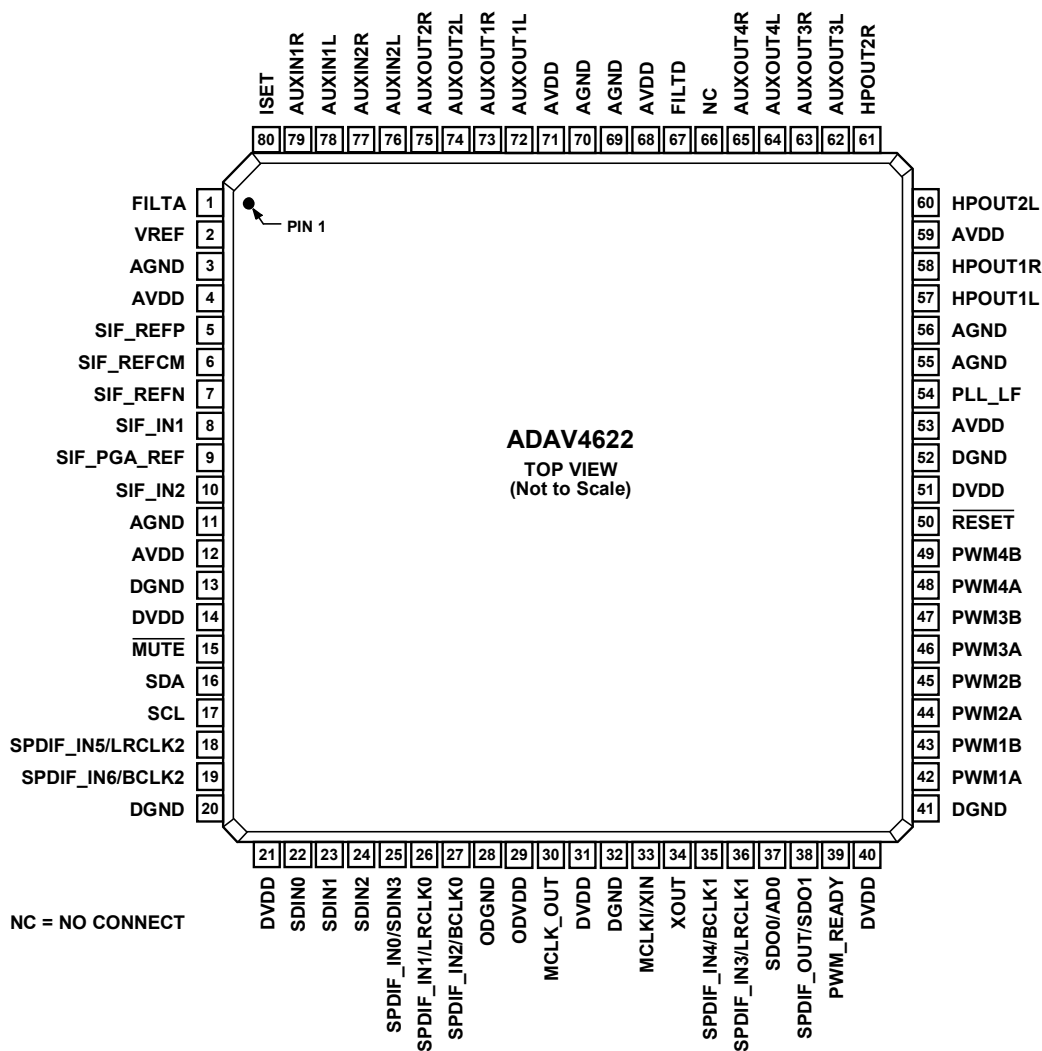 ISET
AUXIN1R
AUXIN1L
AUXIN2R
AUXIN2L
AUXOUT2R
AUXOUT2L
AUXOUT1R
AUXOUT1L
AVDD
AGND
AGND
AVDD
FILTD
NC
AUXOUT4R
AUXOUT4L
AUXOUT3R
AUXOUT3L
HPOUT2R
80 79 78 77 76 75 74 73 72 71 70 69 68 67 66 65 64 63 62 61
FILTA 1
VREF 2
AGND 3
AVDD 4
SIF_REFP 5
SIF_REFCM 6
SIF_REFN 7
SIF_IN1 8
SIF_PGA_REF 9
SIF_IN2 10
AGND 11
AVDD 12
DGND 13
DVDD 14
MUTE 15
SDA 16
SCL 17
SPDIF_IN5/LRCLK2 18
SPDIF_IN6/BCLK2 19
DGND 20
PIN 1
ADAV4622
TOP VIEW
(Not to Scale)
60 HPOUT2L
59 AVDD
58 HPOUT1R
57 HPOUT1L
56 AGND
55 AGND
54 PLL_LF
53 AVDD
52 DGND
51 DVDD
50 RESET
49 PWM4B
48 PWM4A
47 PWM3B
46 PWM3A
45 PWM2B
44 PWM2A
43 PWM1B
42 PWM1A
41 DGND
21 22 23 24 25 26 27 28 29 30 31 32 33 34 35 36 37 38 39 40
DVDD
SDIN0
SDIN1
SDIN2
SPDIF_IN0/SDIN3
SPDIF_IN1/LRCLK0
SPDIF_IN2/BCLK0
ODGND
ODVDD
MCLK_OUT
DVDD
DGND
MCLKI/XIN
XOUT
SPDIF_IN4/BCLK1
SPDIF_IN3/LRCLK1
SDO0/AD0
SPDIF_OUT/SDO1
PWM_READY
DVDD
NC = NO CONNECT